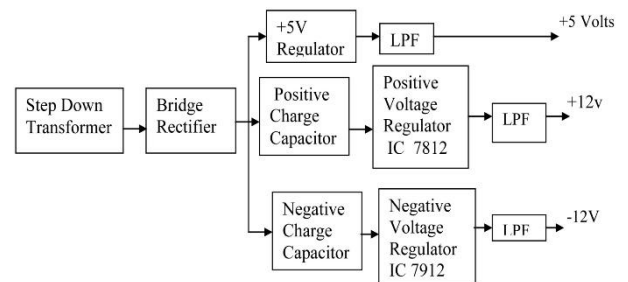 +5V
Regulator
LPF
+5 Volts
Step Down
Transformer
Bridge
Rectifier
Positive
Charge
Capacitor
Positive
Voltage
Regulator
IC 7812
LPF
+12v
Negative
Charge
Capacitor
Negative
Voltage
Regulator
IC 7912
LPF
-12V